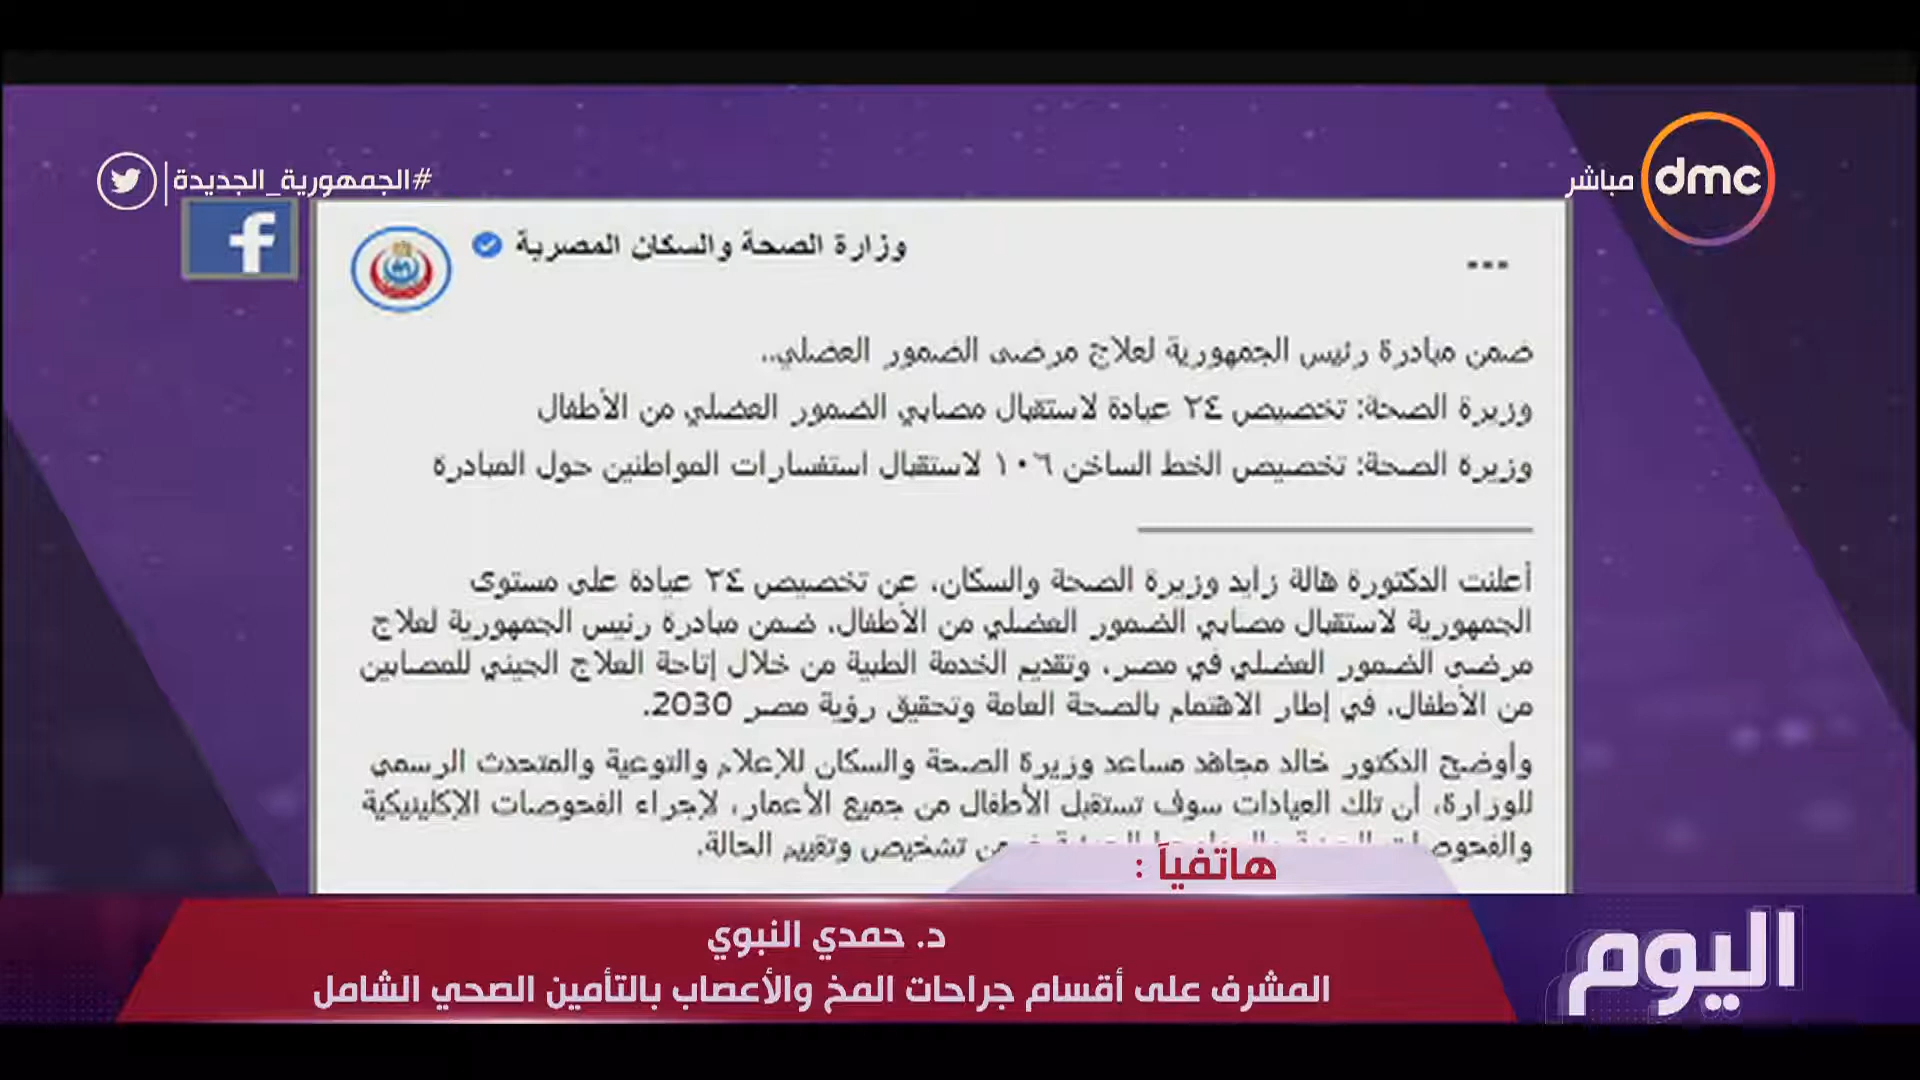 #الجمهورية_الجديدة
مباشر
dmc
f
وزارة الصحة والسكان المصرية
ضمن مبادرة رئيس الجمهورية لعلاج مرضى الضمور العضلي..
وزيرة الصحة: تخصيص ٢٤ عيادة لاستقبال مصابي الضمور العضلي من الأطفال
وزيرة الصحة: تخصيص الخط الساخن ١٠٦ لاستقبال استفسارات المواطنين حول المبادرة
أعلنت الدكتورة هالة زايد وزيرة الصحة والسكان، عن تخصيص ٢٤ عيادة على مستوى
الجمهورية لاستقبال مصابي الضمور العضلي من الأطفال، ضمن مبادرة رئيس الجمهورية لعلاج
مرضى الضمور العضلي في مصر، وتقديم الخدمة الطبية من خلال إتاحة العلاج الجيني للمصابين
من الأطفال، في إطار الاهتمام بالصحة العامة وتحقيق رؤية مصر 2030.
وأوضح الدكتور خالد مجاهد مساعد وزيرة الصحة والسكان للإعلام والتوعية والمتحدث الرسمي
للوزارة، أن تلك العيادات سوف تستقبل الأطفال من جميع الأعمار، لإجراء الفحوصات الإكلينيكية
تشخيص وتقييم الحالة.
هاتفياً :
د. حمدي النبوي
المشرف على أقسام جراحات المخ والأعصاب بالتأمين الصحي الشامل
اليوم